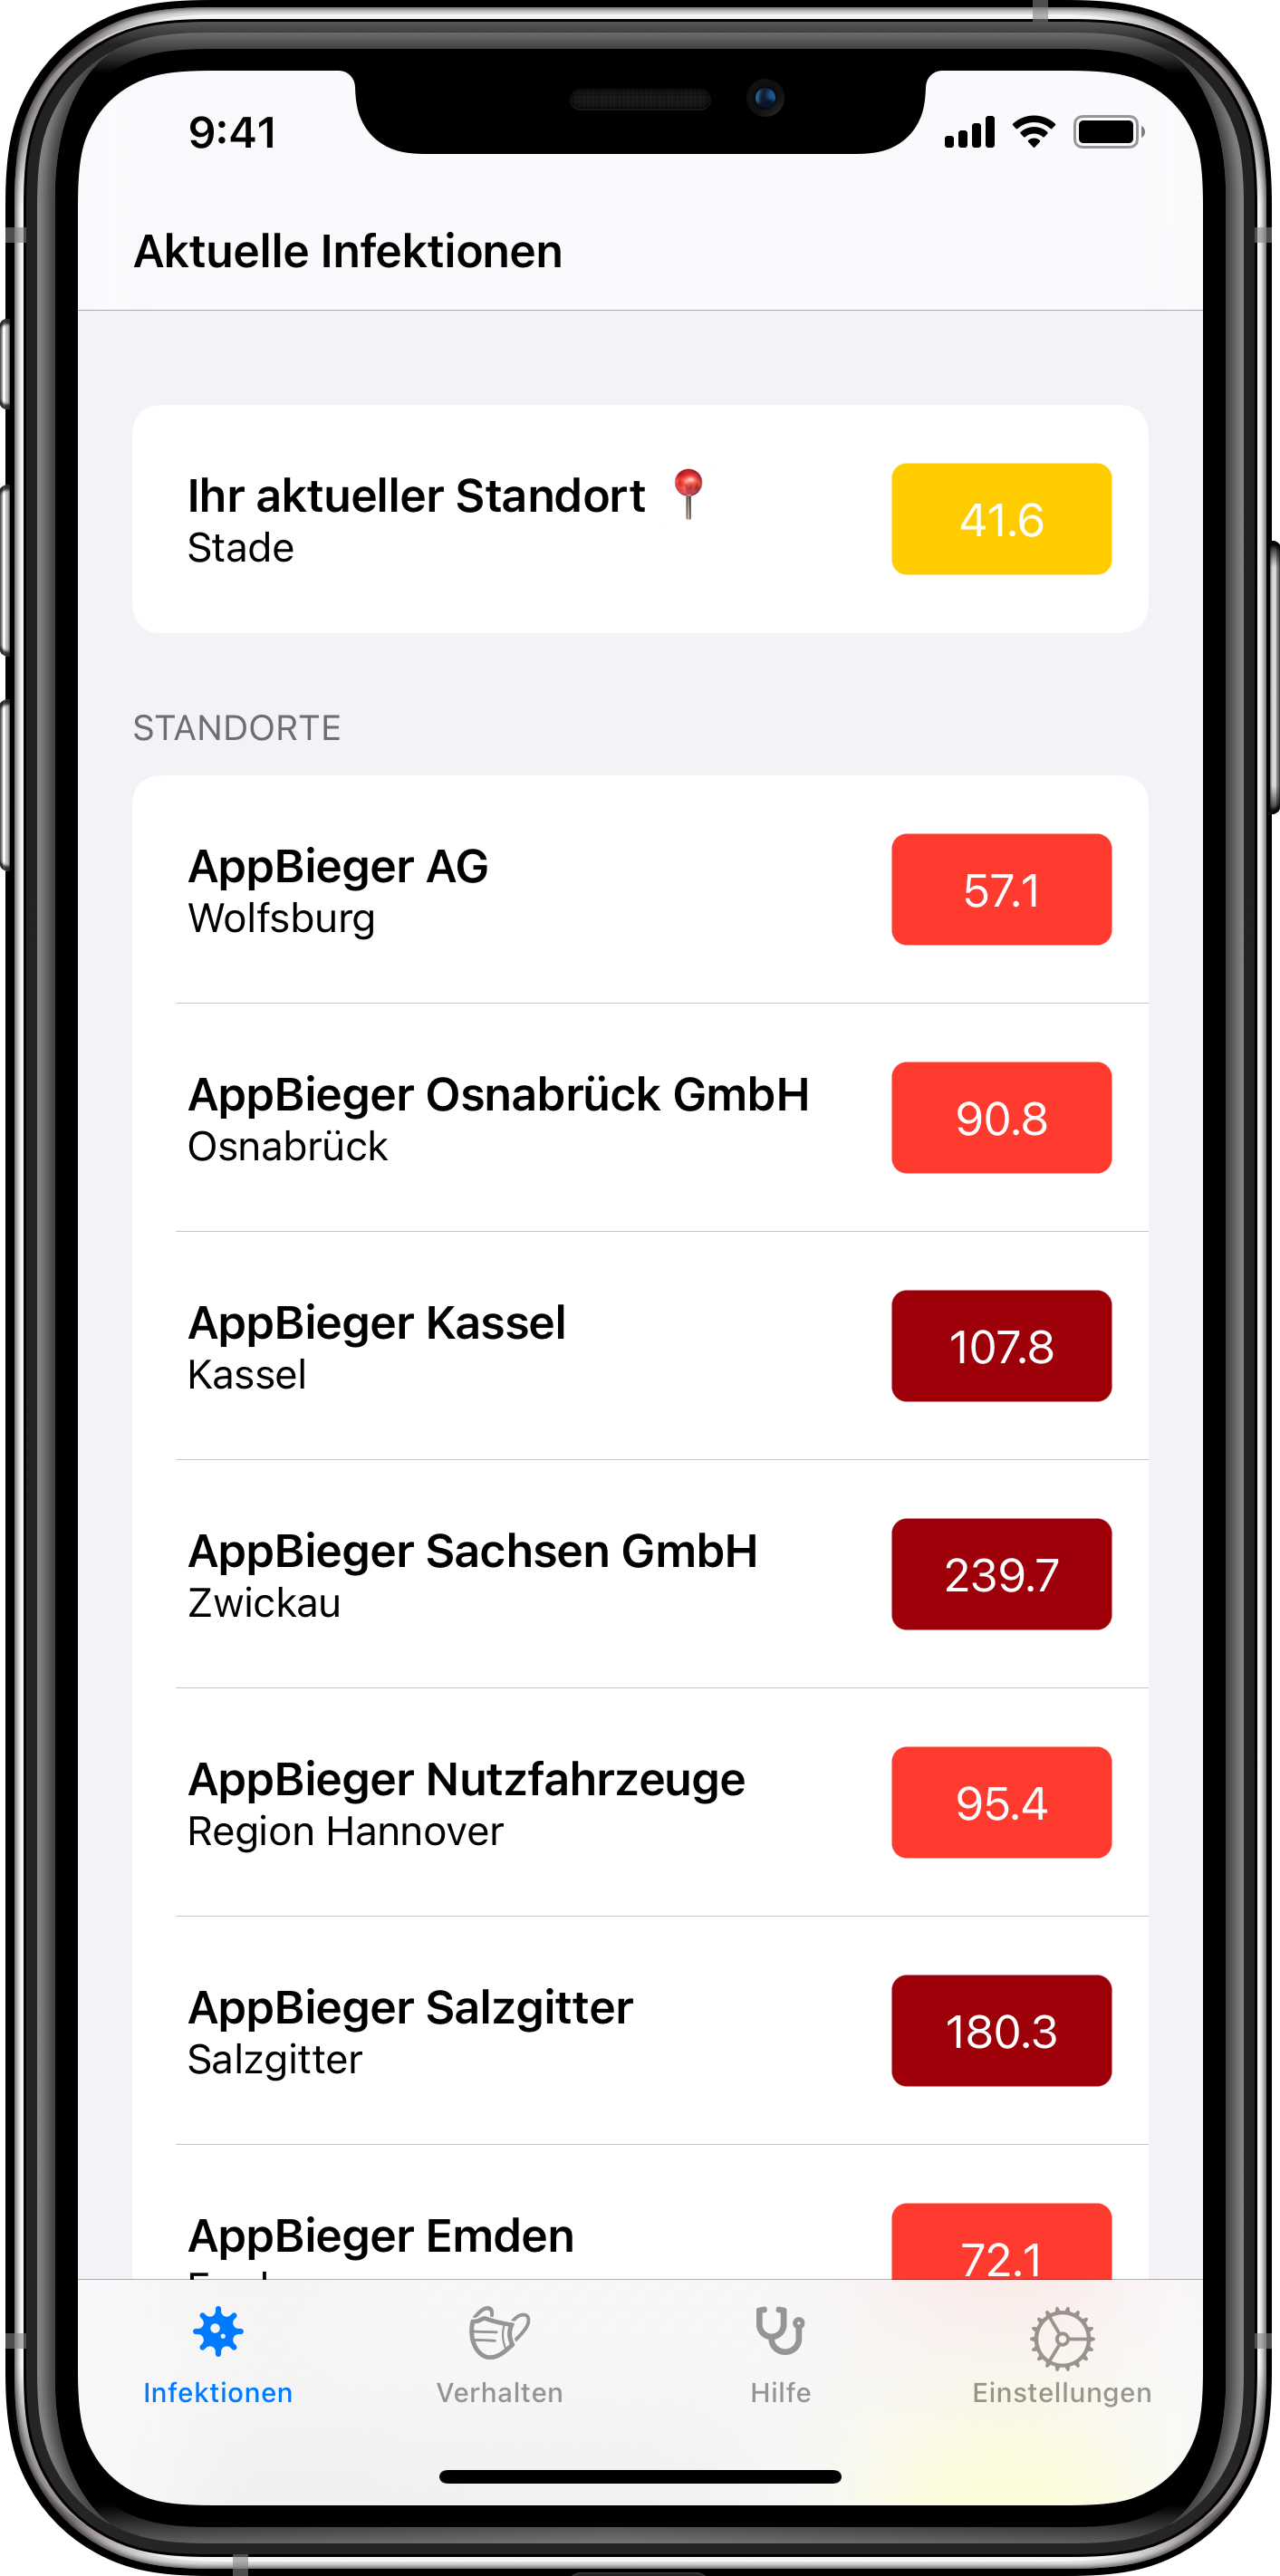 9:41
Aktuelle Infektionen
Ihr aktueller Standort
Stade
41.6
STANDORTE
AppBieger AG
Wolfsburg
57.1
AppBieger Osnabrück GmbH
Osnabrück
90.8
AppBieger Kassel
Kassel
107.8
AppBieger Sachsen GmbH
Zwickau
239.7
AppBieger Nutzfahrzeuge
Region Hannover
95.4
AppBieger Salzgitter
Salzgitter
180.3
AppBieger Emden
72.1
Infektionen
Verhalten
Hilfe
Einstellungen